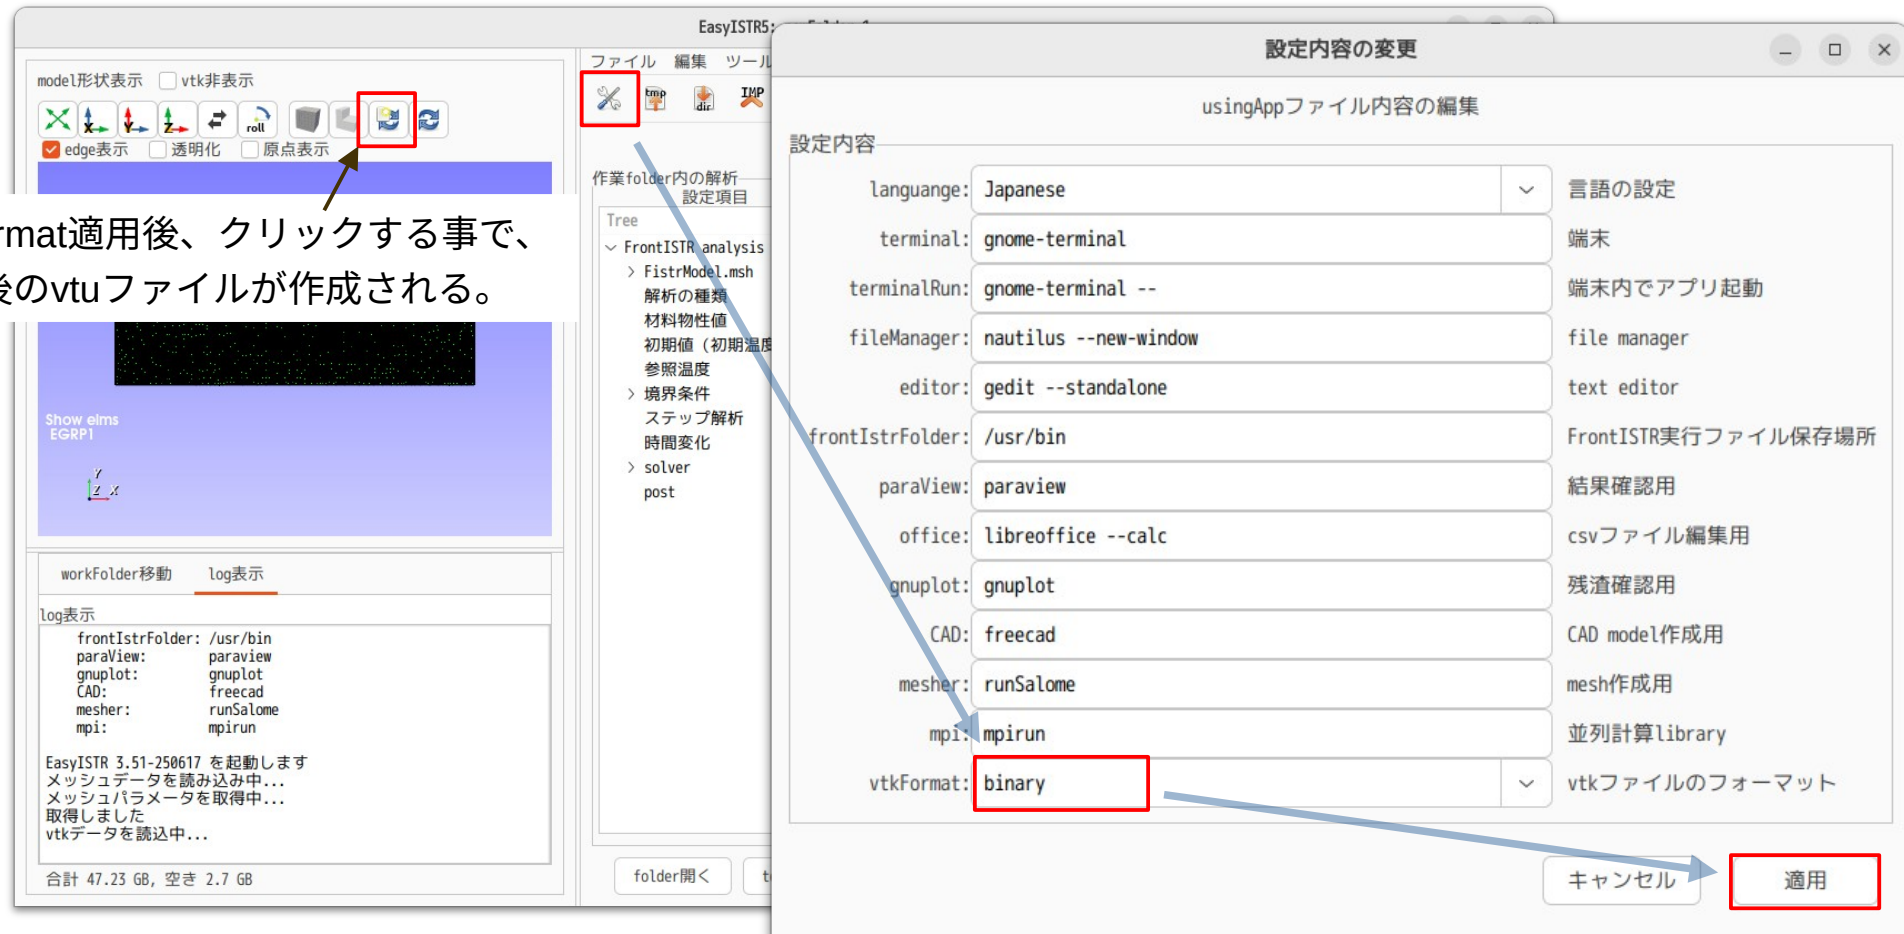 EasyISTR5:
model形状表示 vtk非表示
roll
edge表示 透明化 原点表示
rmat適用後、クリックする事で、
後のvtuファイルが作成される。
Show elms
EGRP1
Y
Z X
workFolder移動 log表示
log表示
frontIstrFolder: /usr/bin
paraView: paraview
gnuplot: gnuplot
CAD: freecad
mesher: runSalome
mpi: mpirun
EasyISTR 3.51-250617 を起動します
メッシュデータを読み込み中...
メッシュパラメータを取得中...
取得しました
vtkデータを読込中...
合計 47.23 GB, 空き 2.7 GB
ファイル 編集 ツール
tmp dir IMP
作業folder内の解析
設定項目
Tree
FrontISTR analysis
FistrModel.msh
解析の種類
材料物性値
初期値（初期温度
参照温度
境界条件
ステップ解析
時間変化
solver
post
folder開く t
設定内容の変更
usingAppファイル内容の編集
設定内容
languange: Japanese 言語の設定
terminal: gnome-terminal 端末
terminalRun: gnome-terminal -- 端末内でアプリ起動
fileManager: nautilus --new-window file manager
editor: gedit --standalone text editor
frontIstrFolder: /usr/bin FrontISTR実行ファイル保存場所
paraView: paraview 結果確認用
office: libreoffice --calc csvファイル編集用
gnuplot: gnuplot 残渣確認用
CAD: freecad CAD model作成用
mesher: runSalome mesh作成用
mpi: mpirun 並列計算library
vtkFormat: binary vtkファイルのフォーマット
キャンセル 適用